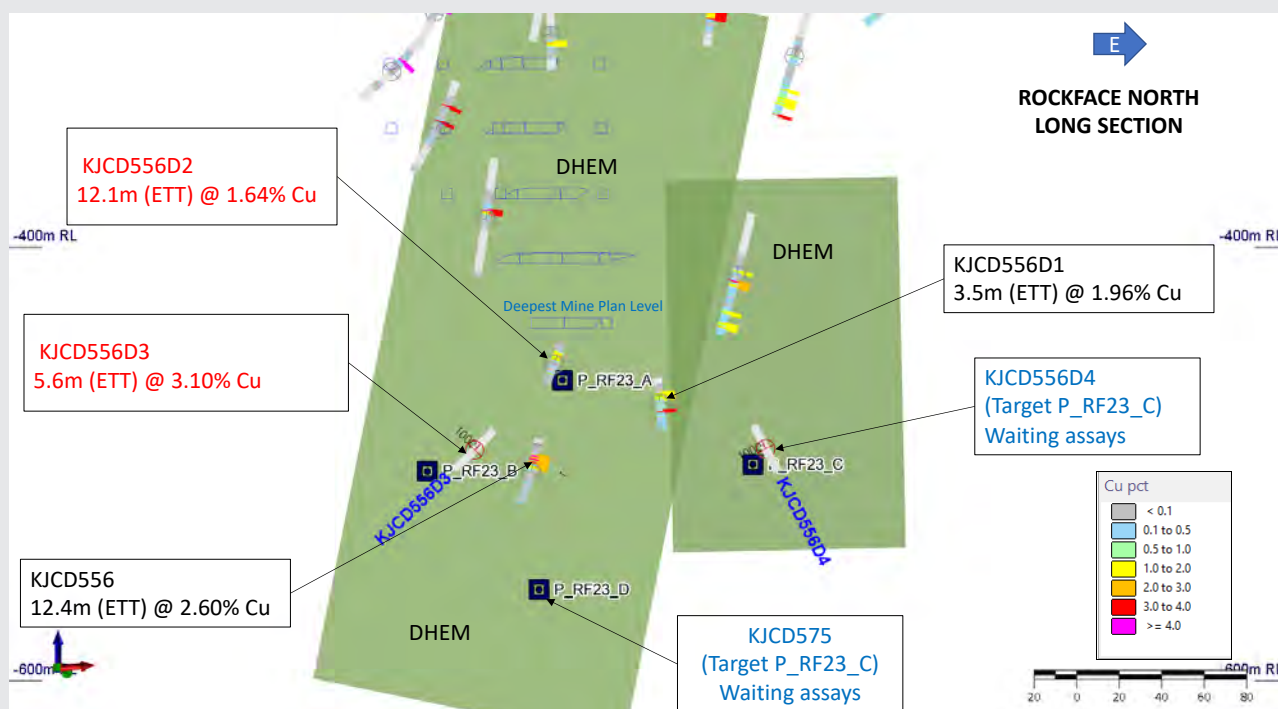 E
ROCKFACE NORTH
LONG SECTION
DHEM
KJCD556D2
12.1m (ETT) @ 1.64% Cu
-400m RL
-400m RL
DHEM
KJCD556D1
3.5m (ETT) @ 1.96% Cu
Deepest Mine Plan Level
KJCD556D3
5.6m (ETT) @ 3.10% Cu
P_RF23_A
KJCD556D4
(Target P_RF23_C)
Waiting assays
P_RF23_B
KJCD556D3
P_RF23_C
KJCD556D4
Cu pct
< 0.1
0.1 to 0.5
0.5 to 1.0
1.0 to 2.0
2.0 to 3.0
3.0 to 4.0
>= 4.0
KJCD556
12.4m (ETT) @ 2.60% Cu
P_RF23_D
DHEM
KJCD575
(Target P_RF23_C)
Waiting assays
-600m
600m RL
20 0 20 40 60 80